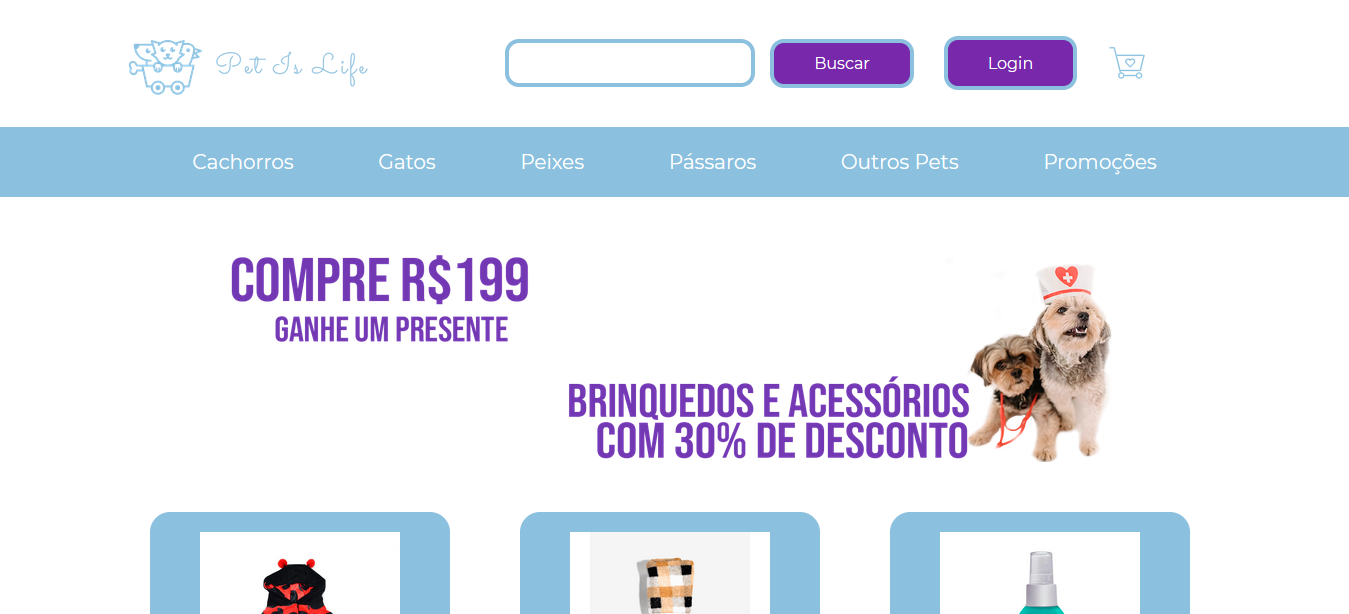 Pet Is Life
Buscar
Login
Cachorros
Gatos
Peixes
Pássaros
Outros Pets
Promoções
COMPRE R$199
GANHE UM PRESENTE
BRINQUEDOS E ACESSÓRIOS
COM 30% DE DESCONTO